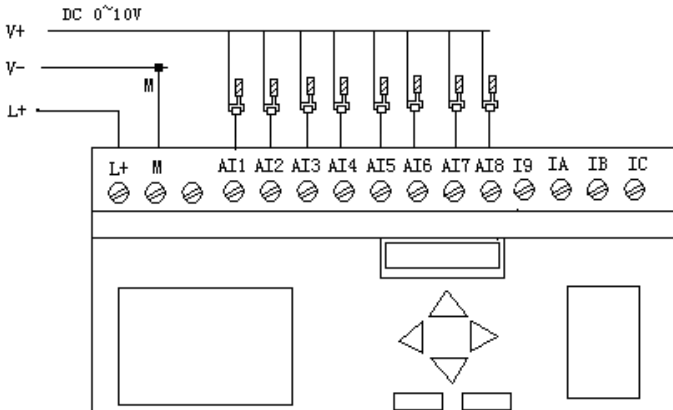 DC 0~10V
V+
V-
M
L+
L+ M AI1 AI2 AI3 AI4 AI5 AI6 AI7 AI8 I9 IA IB IC